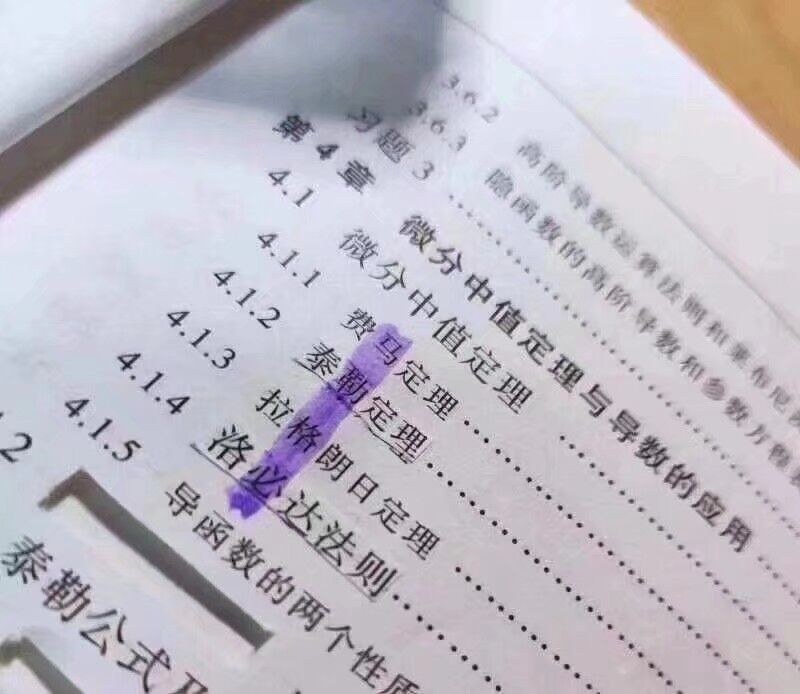 3.6.2 高阶导数运算法则和莱布尼茨
3.6.3 隐函数的高阶导数和参数方程
习题 3
第 4 章 微分中值定理与导数的应用
4.1 微分中值定理
4.1.1 费马定理
4.1.2 泰勒定理
4.1.3 拉格朗日定理
4.1.4 洛必达法则
4.1.5 导函数的两个性质
.2 泰勒公式及